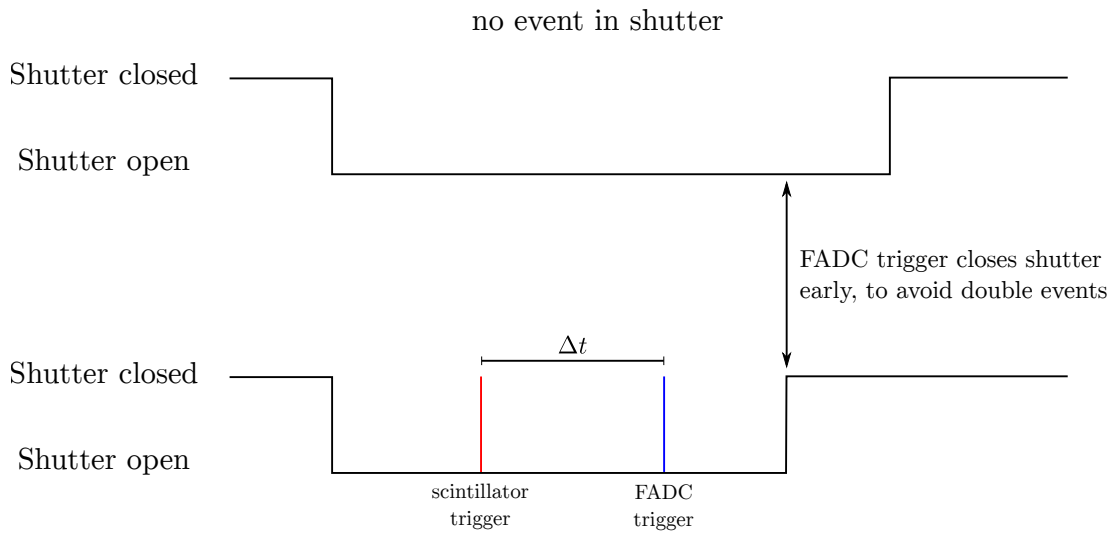 no event in shutter
Shutter closed
Shutter open
FADC trigger closes shutter
early, to avoid double events
Δt
Shutter closed
Shutter open
scintillator
trigger
FADC
trigger